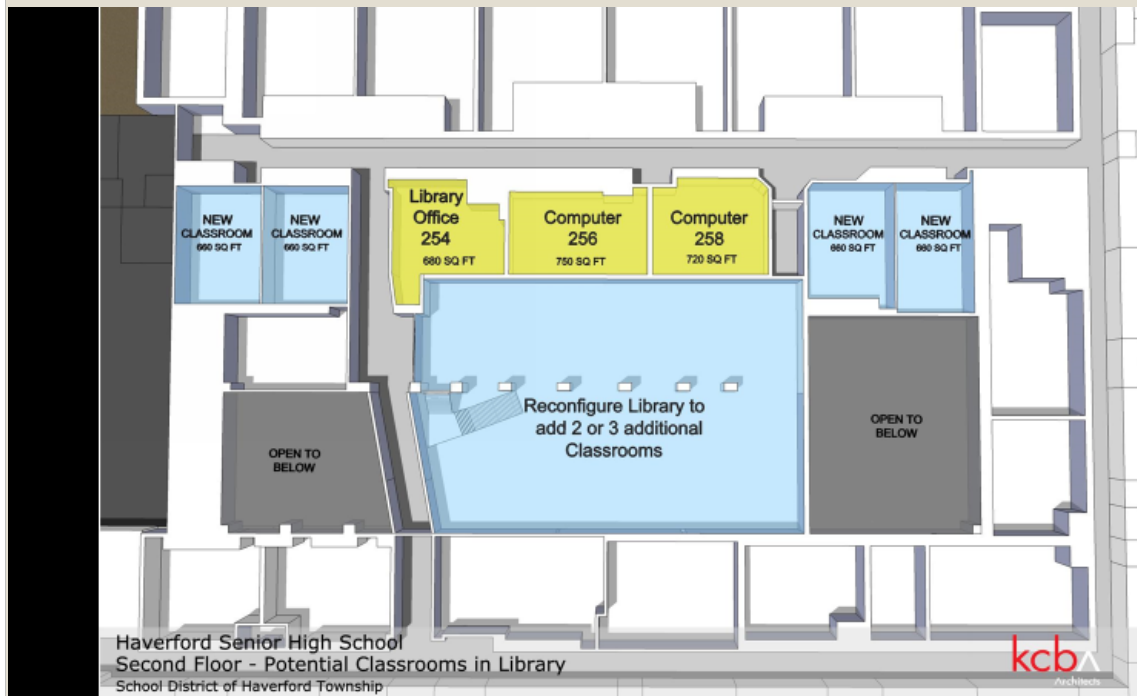 NEW
CLASSROOM
660 SQ FT
NEW
CLASSROOM
660 SQ FT
Library
Office
254
680 SQ FT
Computer
256
750 SQ FT
Computer
258
720 SQ FT
NEW
CLASSROOM
660 SQ FT
NEW
CLASSROOM
660 SQ FT
Reconfigure Library to
add 2 or 3 additional
Classrooms
OPEN TO
BELOW
OPEN TO
BELOW
Haverford Senior High School
Second Floor - Potential Classrooms in Library
School District of Haverford Township
kcba
Architects